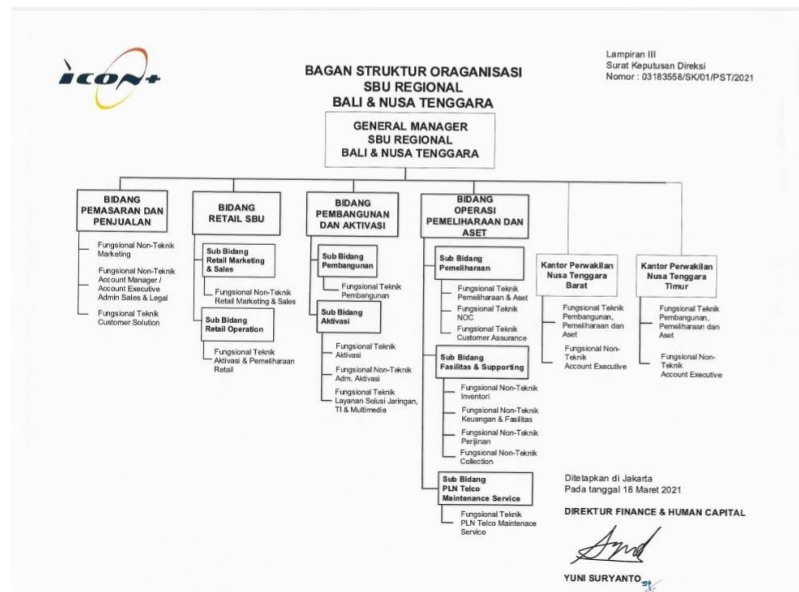 icon+
Lampiran III
Surat Keputusan Direksi
Nomor : 03183558/SK/01/PST/2021
BAGAN STRUKTUR ORAGANISASI
SBU REGIONAL
BALI & NUSA TENGGARA
GENERAL MANAGER
SBU REGIONAL
BALI & NUSA TENGGARA
BIDANG
PEMASARAN DAN
PENJUALAN
Fungsional Non-Teknik
Marketing
Fungsional Non-Teknik
Account Manager /
Account Executive
Admin Sales & Legal
Fungsional Teknik
Customer Solution
BIDANG
RETAIL SBU
Sub Bidang
Retail Marketing
& Sales
Fungsional Non-Teknik
Retail Marketing & Sales
Sub Bidang
Retail Operation
Fungsional Teknik
Aktivasi & Pemeliharaan
Retail
BIDANG
PEMBANGUNAN
DAN AKTIVASI
Sub Bidang
Pembangunan
Fungsional Teknik
Pembangunan
Sub Bidang
Aktivasi
Fungsional Teknik
Aktivasi
Fungsional Non-Teknik
Adm. Aktivasi
Fungsional Teknik
Layanan Solusi Jaringan,
TI & Multimedia
BIDANG
OPERASI
PEMELIHARAAN DAN
ASET
Sub Bidang
Pemeliharaan
Fungsional Teknik
Pemeliharaan & Aset
Fungsional Teknik
NOC
Fungsional Teknik
Customer Assurance
Sub Bidang
Fasilitas & Supporting
Fungsional Non-Teknik
Inventori
Fungsional Non-Teknik
Keuangan & Fasilitas
Fungsional Non-Teknik
Perijinan
Fungsional Non-Teknik
Collection
Sub Bidang
PLN Telco
Maintenance Service
Fungsional Teknik
PLN Telco Maintenace
Service
Kantor Perwakilan
Nusa Tenggara
Barat
Fungsional Teknik
Pembangunan,
Pemeliharaan dan
Aset
Fungsional Non-
Teknik
Account Executive
Kantor Perwakilan
Nusa Tenggara
Timur
Fungsional Teknik
Pembangunan,
Pemeliharaan dan
Aset
Fungsional Non-
Teknik
Account Executive
Ditetapkan di Jakarta
Pada tanggal 18 Maret 2021
DIREKTUR FINANCE & HUMAN CAPITAL
YUNI SURYANTO